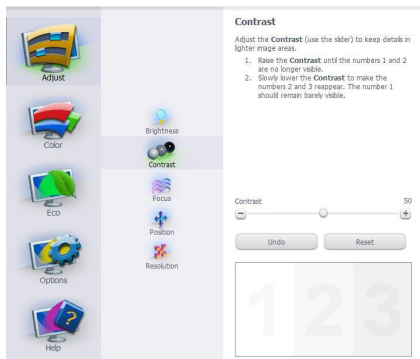 Adjust
Color
Eco
Options
Help
Brightness
Contrast
Focus
Position
Resolution
Contrast
Adjust the Contrast (use the slider) to keep details in
lighter image areas.
1. Raise the Contrast until the numbers 1 and 2
are no longer visible.
2. Slowly lower the Contrast to make the
numbers 2 and 3 reappear. The number 1
should remain barely visible.
Contrast 50
Undo Reset
1 2 3